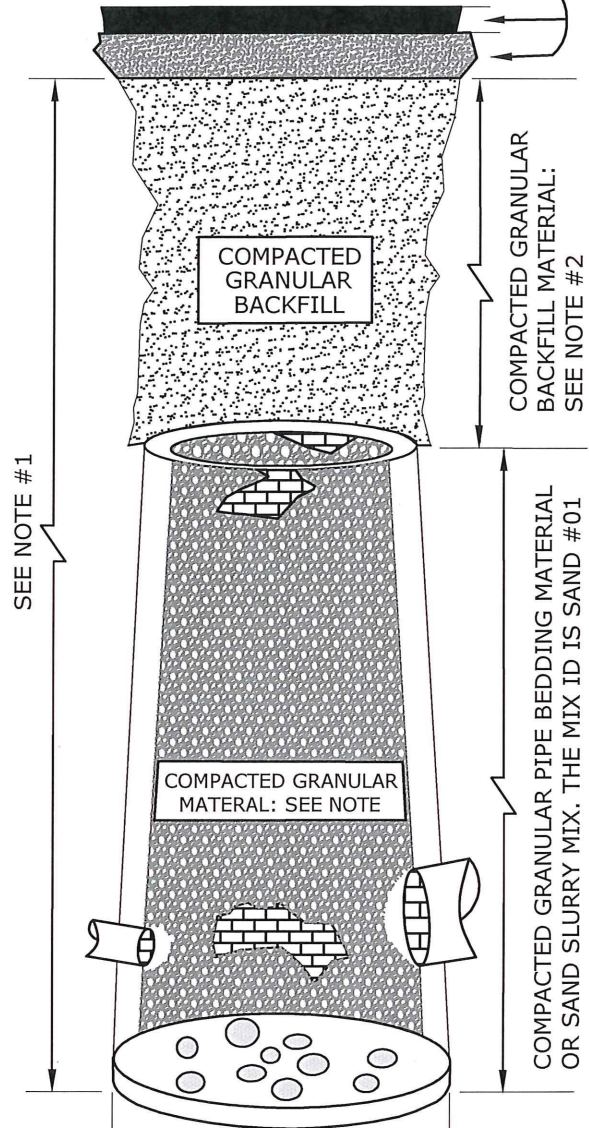 COMPACTED
GRANULAR
BACKFILL
COMPACTED GRANULAR
BACKFILL MATERIAL:
SEE NOTE #2
SEE NOTE #1
COMPACTED GRANULAR
MATERAL: SEE NOTE
COMPACTED GRANULAR PIPE BEDDING MATERIAL
OR SAND SLURRY MIX. THE MIX ID IS SAND #01